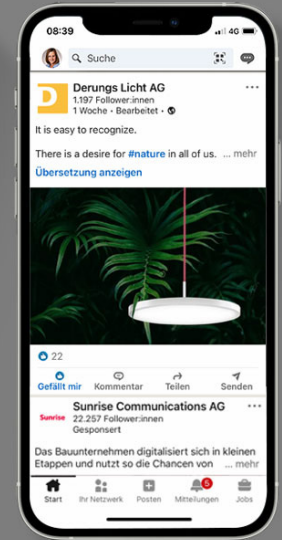 08:39
4G
Suche
Derungs Licht AG
1.197 Follower:innen
1 Woche • Bearbeitet •
It is easy to recognize.
There is a desire for #nature in all of us. ... mehr
Übersetzung anzeigen
22
Gefällt mir Kommentar Teilen Senden
Sunrise
Sunrise Communications AG
22.257 Follower:innen
Gesponsert
Das Bauunternehmen digitalisiert sich in kleinen
Etappen und nutzt so die Chancen von ... mehr
5
Start Ihr Netzwerk Posten Mitteilungen Jobs